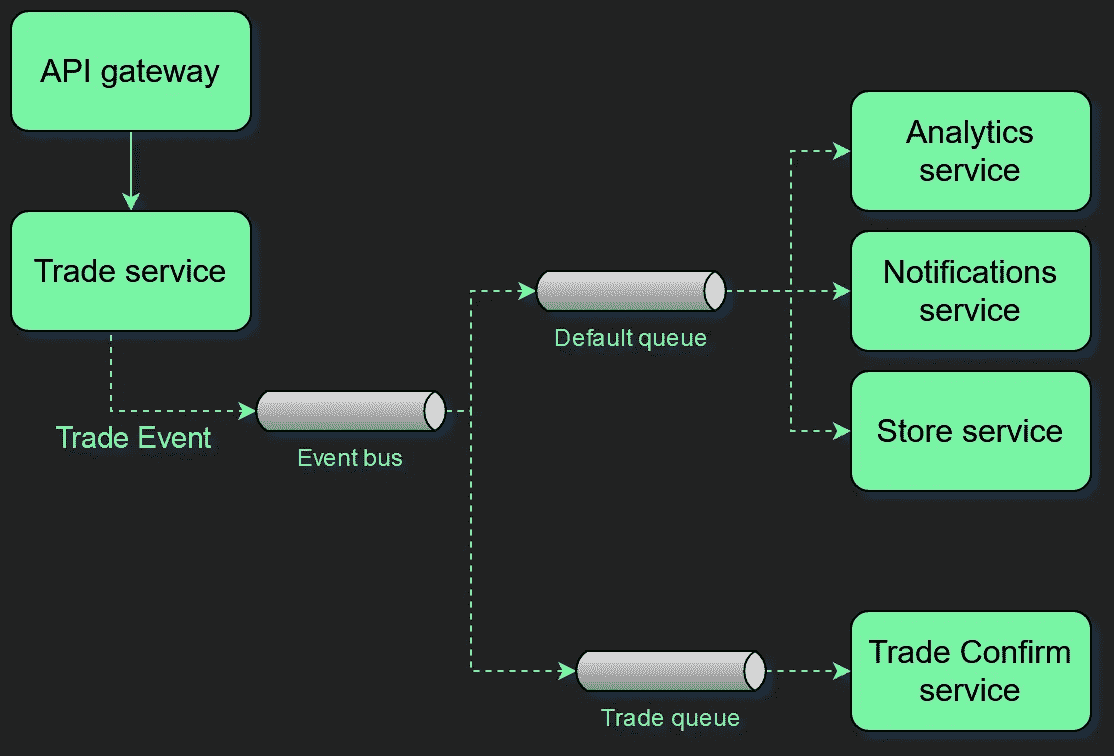 API gateway
Trade service
Trade Event
Event bus
Default queue
Trade queue
Analytics
service
Notifications
service
Store service
Trade Confirm
service